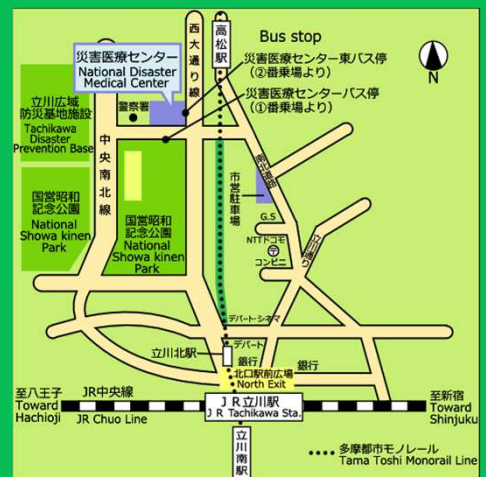 高松駅
西大通り線
Bus stop
災害医療センター
National Disaster
Medical Center
災害医療センター東バス停
(②番乗場より)
災害医療センターバス停
(①番乗場より)
N
警察署
立川広域
防災基地施設
Tachikawa
Disaster
Prevention Base
中央南北線
南北道路
市営駐車場
国営昭和
記念公園
National
Showa kinen
Park
国営昭和
記念公園
National
Showa kinen
Park
G.S
NTTドコモ
コンビニ
立川通り
デパート・シネマ
デパート
立川北駅
銀行
銀行
北口駅前広場
North Exit
至八王子
Toward
Hachioji
JR中央線
JR Chuo Line
JR立川駅
JR Tachikawa Sta.
至新宿
Toward
Shinjuku
立川南駅
多摩都市モノレール
Tama Toshi Monorail Line